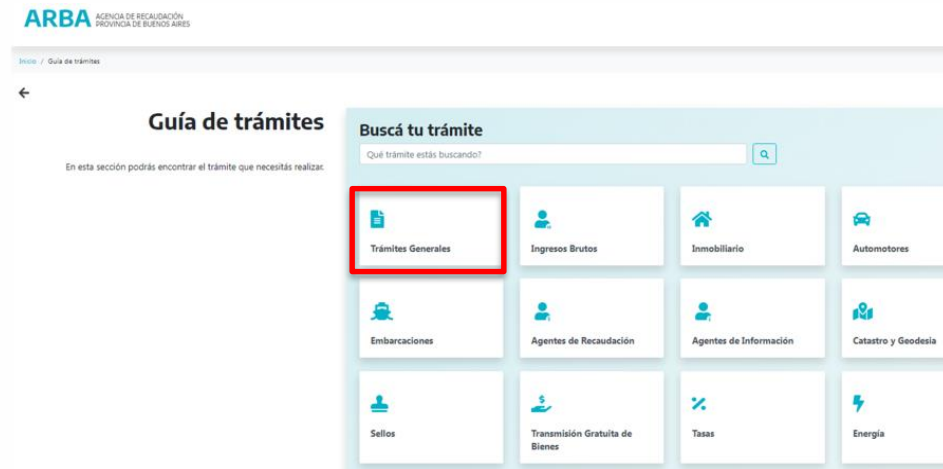 ARBA AGENCIA DE RECAUDACIÓN
PROVINCIA DE BUENOS AIRES
Inicio / Guía de trámites
Guía de trámites
En esta sección podrás encontrar el trámite que necesitás realizar.
Buscá tu trámite
Qué trámite estás buscando?
Trámites Generales
Ingresos Brutos
Inmobiliario
Automotores
Embarcaciones
Agentes de Recaudación
Agentes de Información
Catastro y Geodesia
Sellos
Transmisión Gratuita de
Bienes
Tasas
Energía